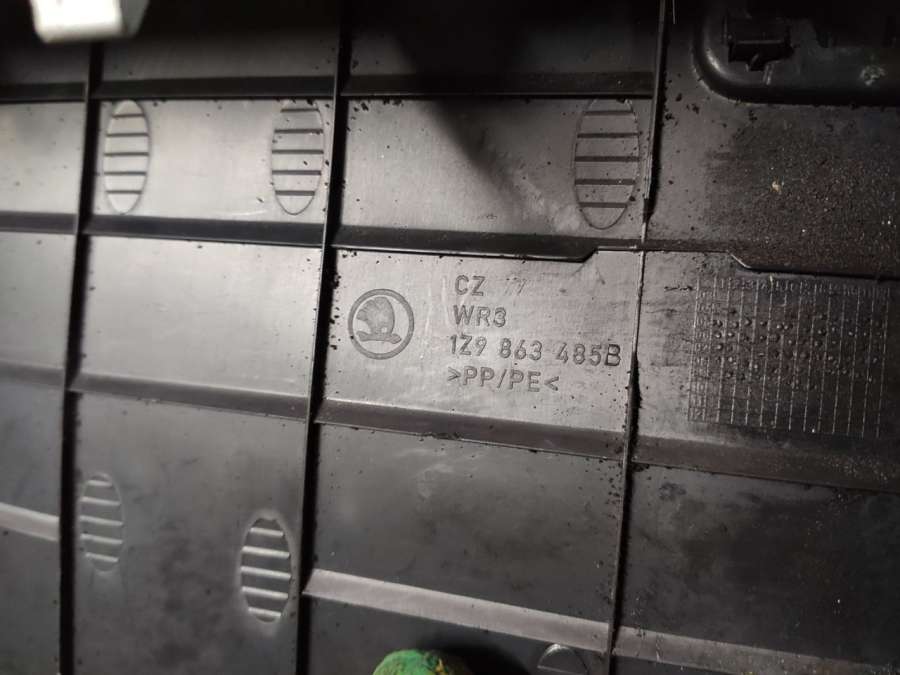 CZ
WR3
1Z9 863 485B
>PP/PE<